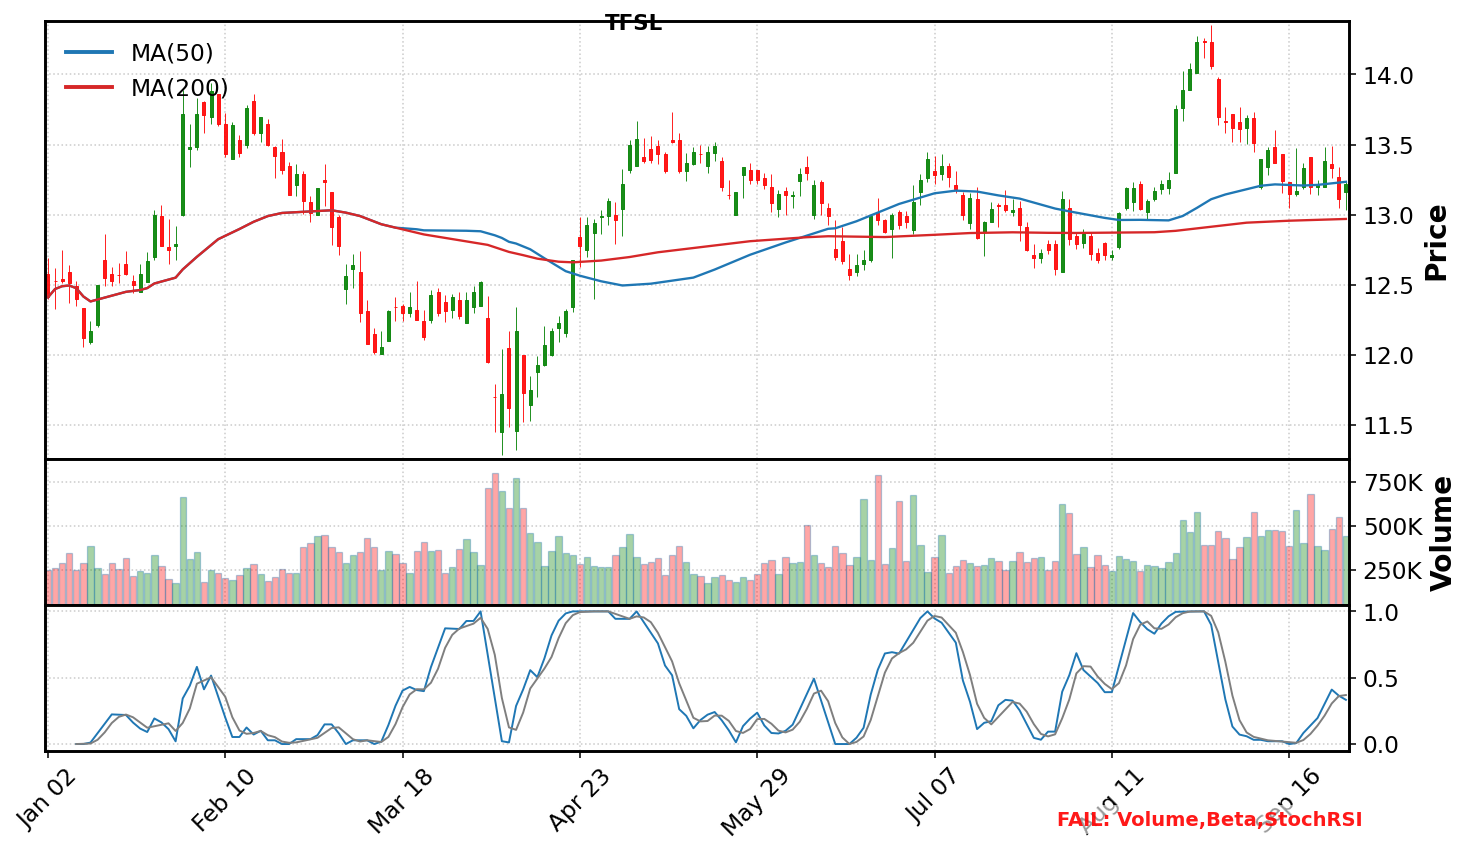 TFSL
MA(50)
MA(200)
14.0
13.5
13.0
12.5
12.0
11.5
Price
750K
500K
250K
Volume
1.0
0.5
0.0
Jan 02
Feb 10
Mar 18
Apr 23
May 29
Jul 07
Aug 11
Sep 16
FAIL: Volume,Beta,StochRSI